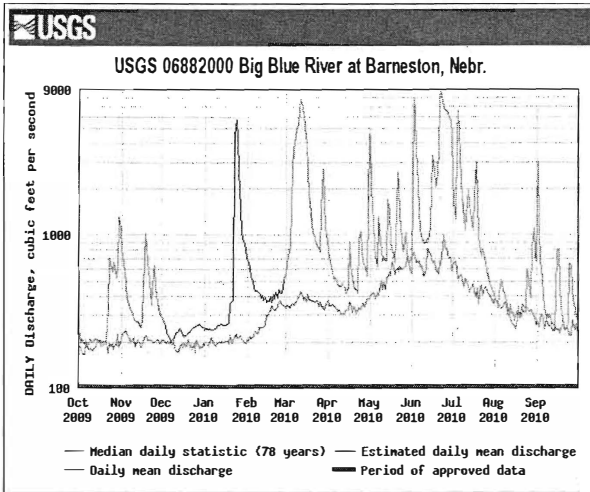 USGS
USGS 06882000 Big Blue River at Barneston, Nebr.
DAILY Discharge, cubic feet per second
9000
1000
100
Oct Nov Dec Jan Feb Mar Apr May Jun Jul Aug Sep
2009 2009 2009 2010 2010 2010 2010 2010 2010 2010 2010 2010
Median daily statistic (78 years) Estimated daily mean discharge
Daily mean discharge Period of approved data